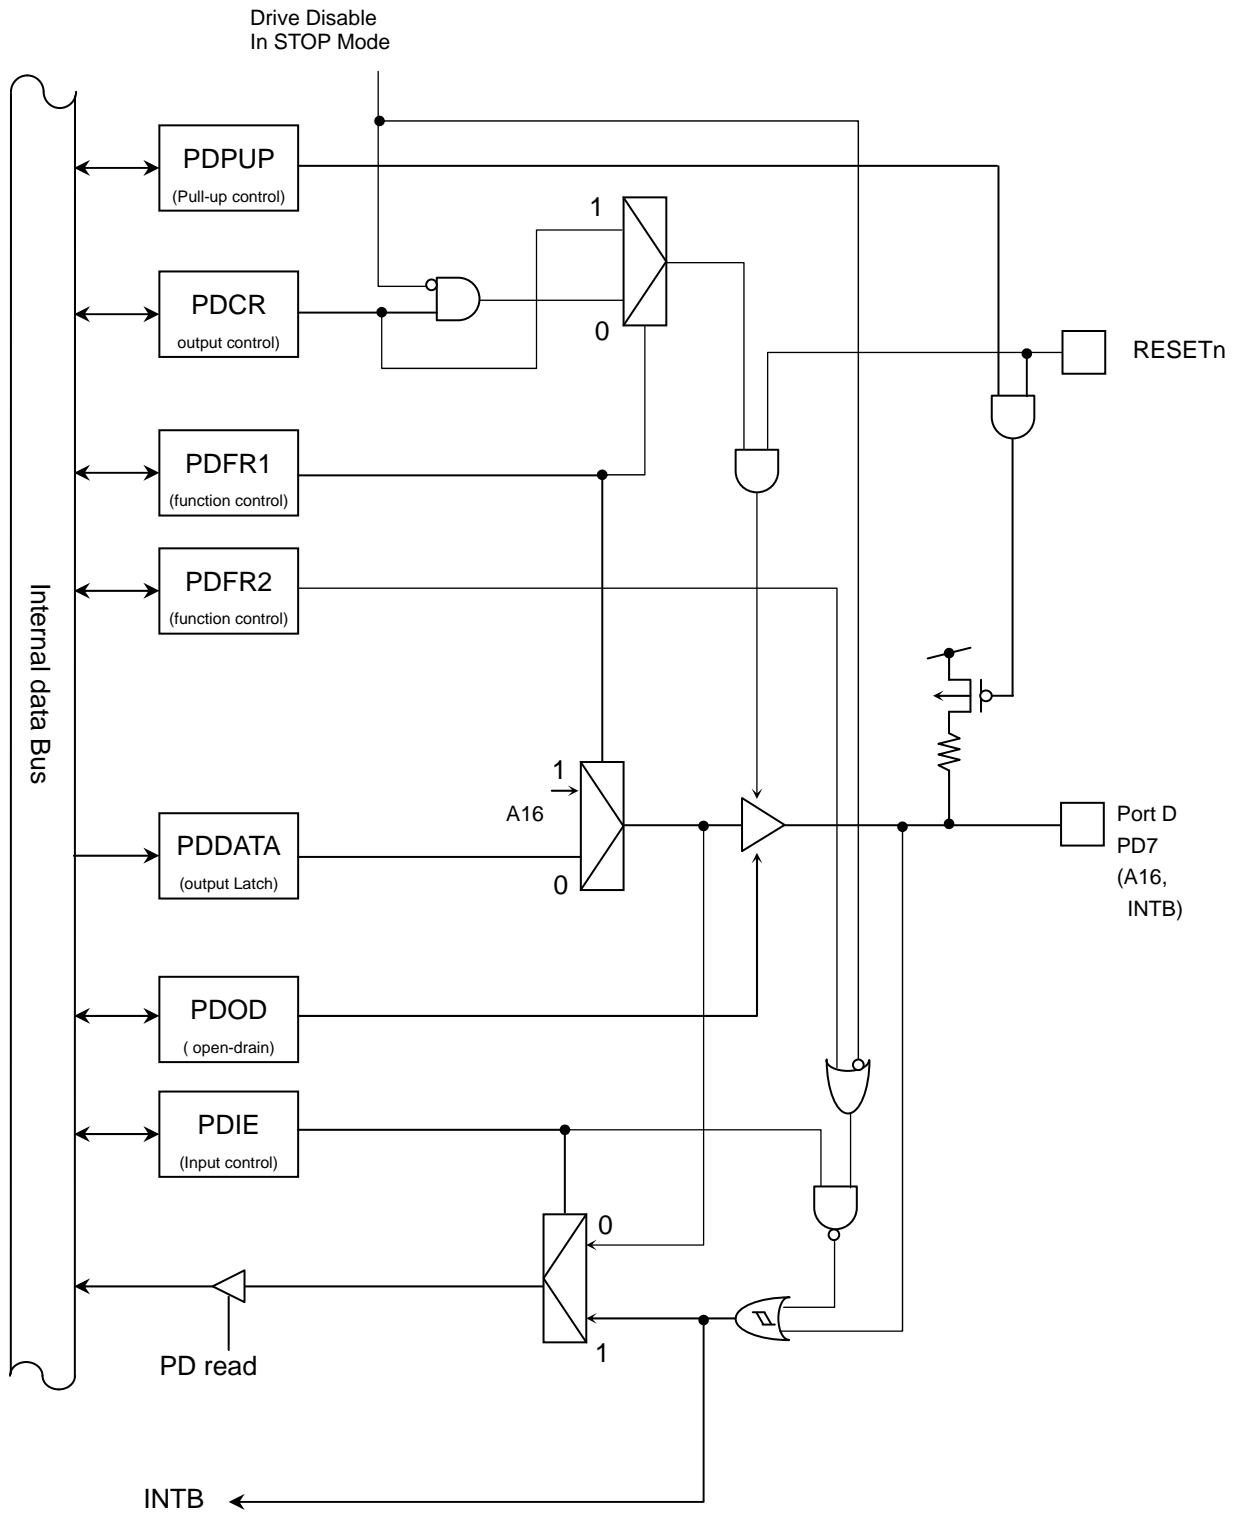 Drive Disable
In STOP Mode
PDPUP
(Pull-up control)
1
PDCR
output control)
0
RESETn
PDFR1
(function control)
PDFR2
(function control)
Internal data Bus
1
A16
PDDATA
(output Latch)
0
Port D
PD7
(A16,
INTB)
PDOD
( open-drain)
PDIE
(Input control)
0
1
PD read
INTB